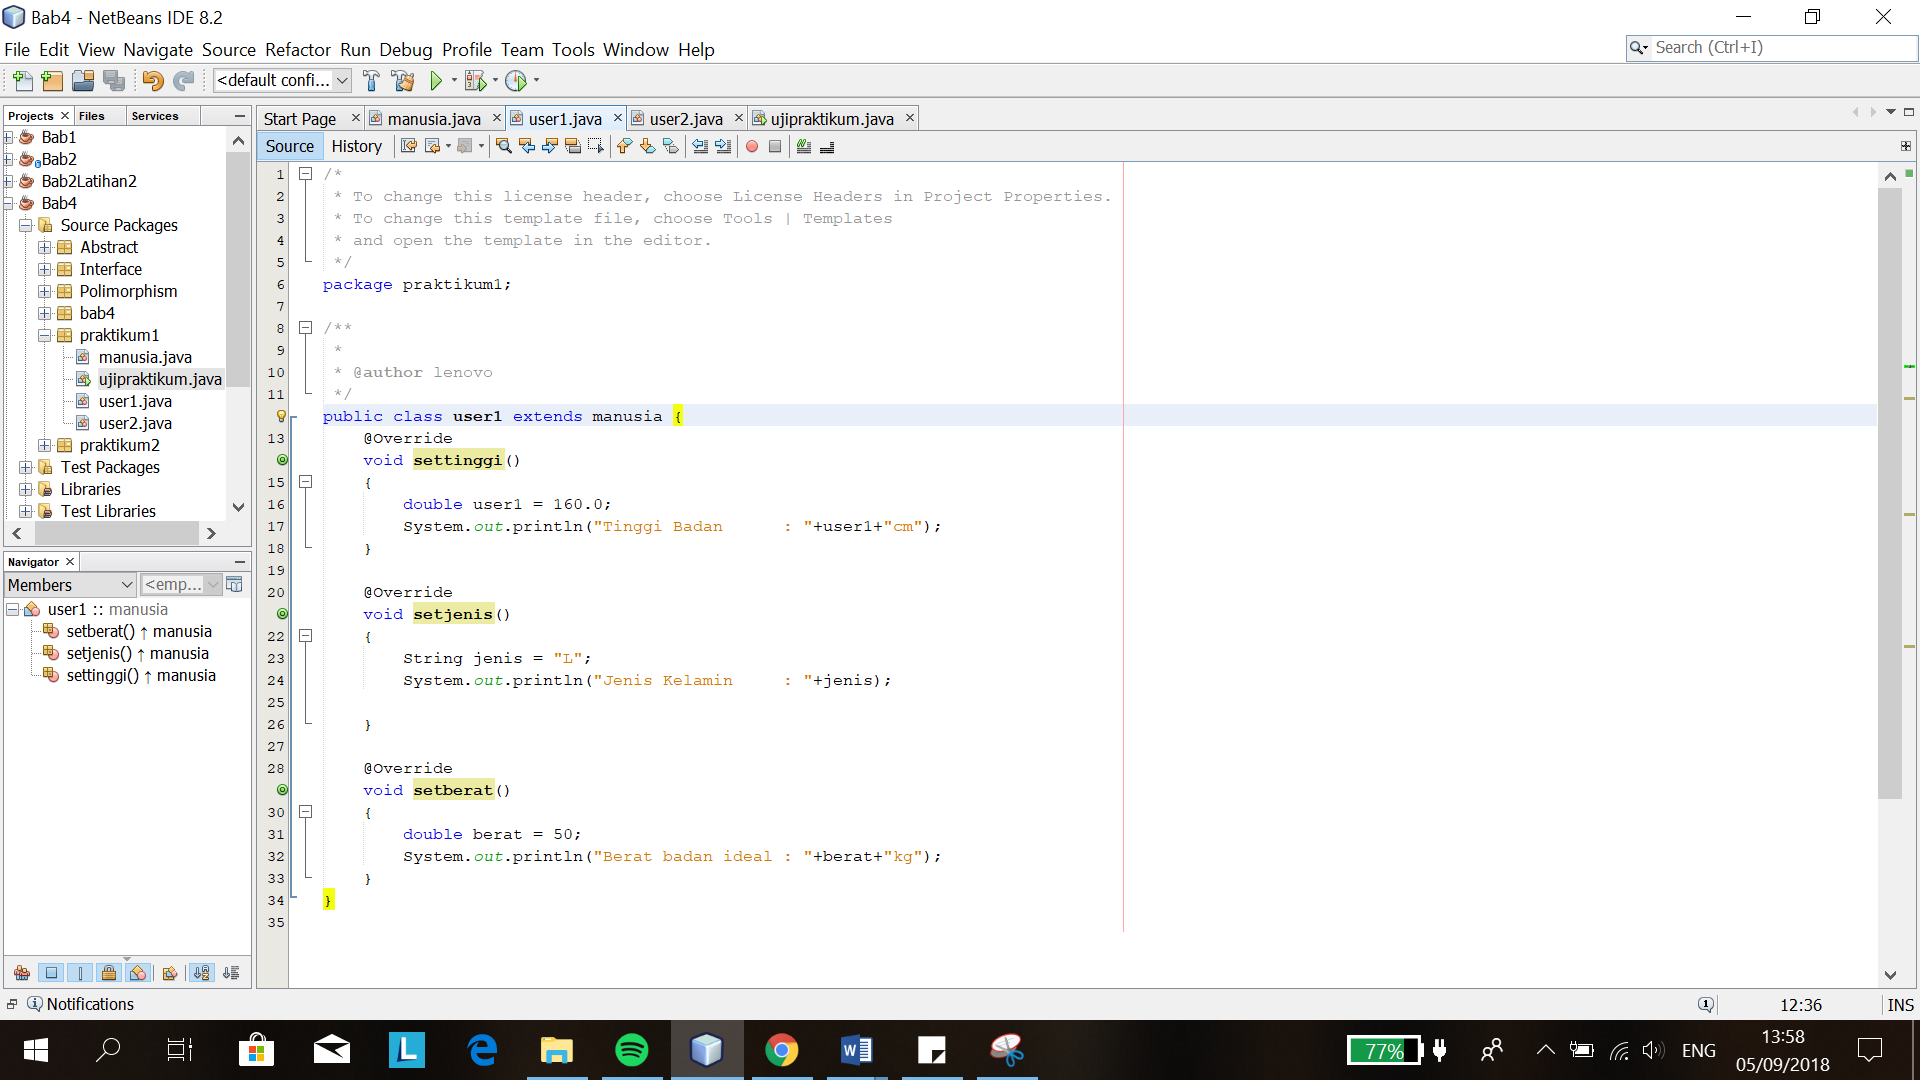 Bab4 - NetBeans IDE 8.2
File Edit View Navigate Source Refactor Run Debug Profile Team Tools Window Help
Search (Ctrl+I)
<default confi...
Projects Files Services
Bab1
Bab2
Bab2Latihan2
Bab4
Source Packages
Abstract
Interface
Polimorphism
bab4
praktikum1
manusia.java
ujipraktikum.java
user1.java
user2.java
praktikum2
Test Packages
Libraries
Test Libraries
Navigator
Members <emp...
user1 :: manusia
setberat() ↑ manusia
setjenis() ↑ manusia
settinggi() ↑ manusia
Start Page manusia.java user1.java user2.java ujipraktikum.java
Source History
1 /*
2 * To change this license header, choose License Headers in Project Properties.
3 * To change this template file, choose Tools | Templates
4 * and open the template in the editor.
5 */
6 package praktikum1;
7
8 /**
9 *
10 * @author lenovo
11 */
public class user1 extends manusia {
13 @Override
void settinggi()
15 {
16 double user1 = 160.0;
17 System.out.println("Tinggi Badan      : "+user1+"cm");
18 }
19
20 @Override
void setjenis()
22 {
23 String jenis = "L";
24 System.out.println("Jenis Kelamin     : "+jenis);
25
26 }
27
28 @Override
void setberat()
30 {
31 double berat = 50;
32 System.out.println("Berat badan ideal : "+berat+"kg");
33 }
34 }
35
Notifications
12:36 INS
77%
ENG
13:58
05/09/2018